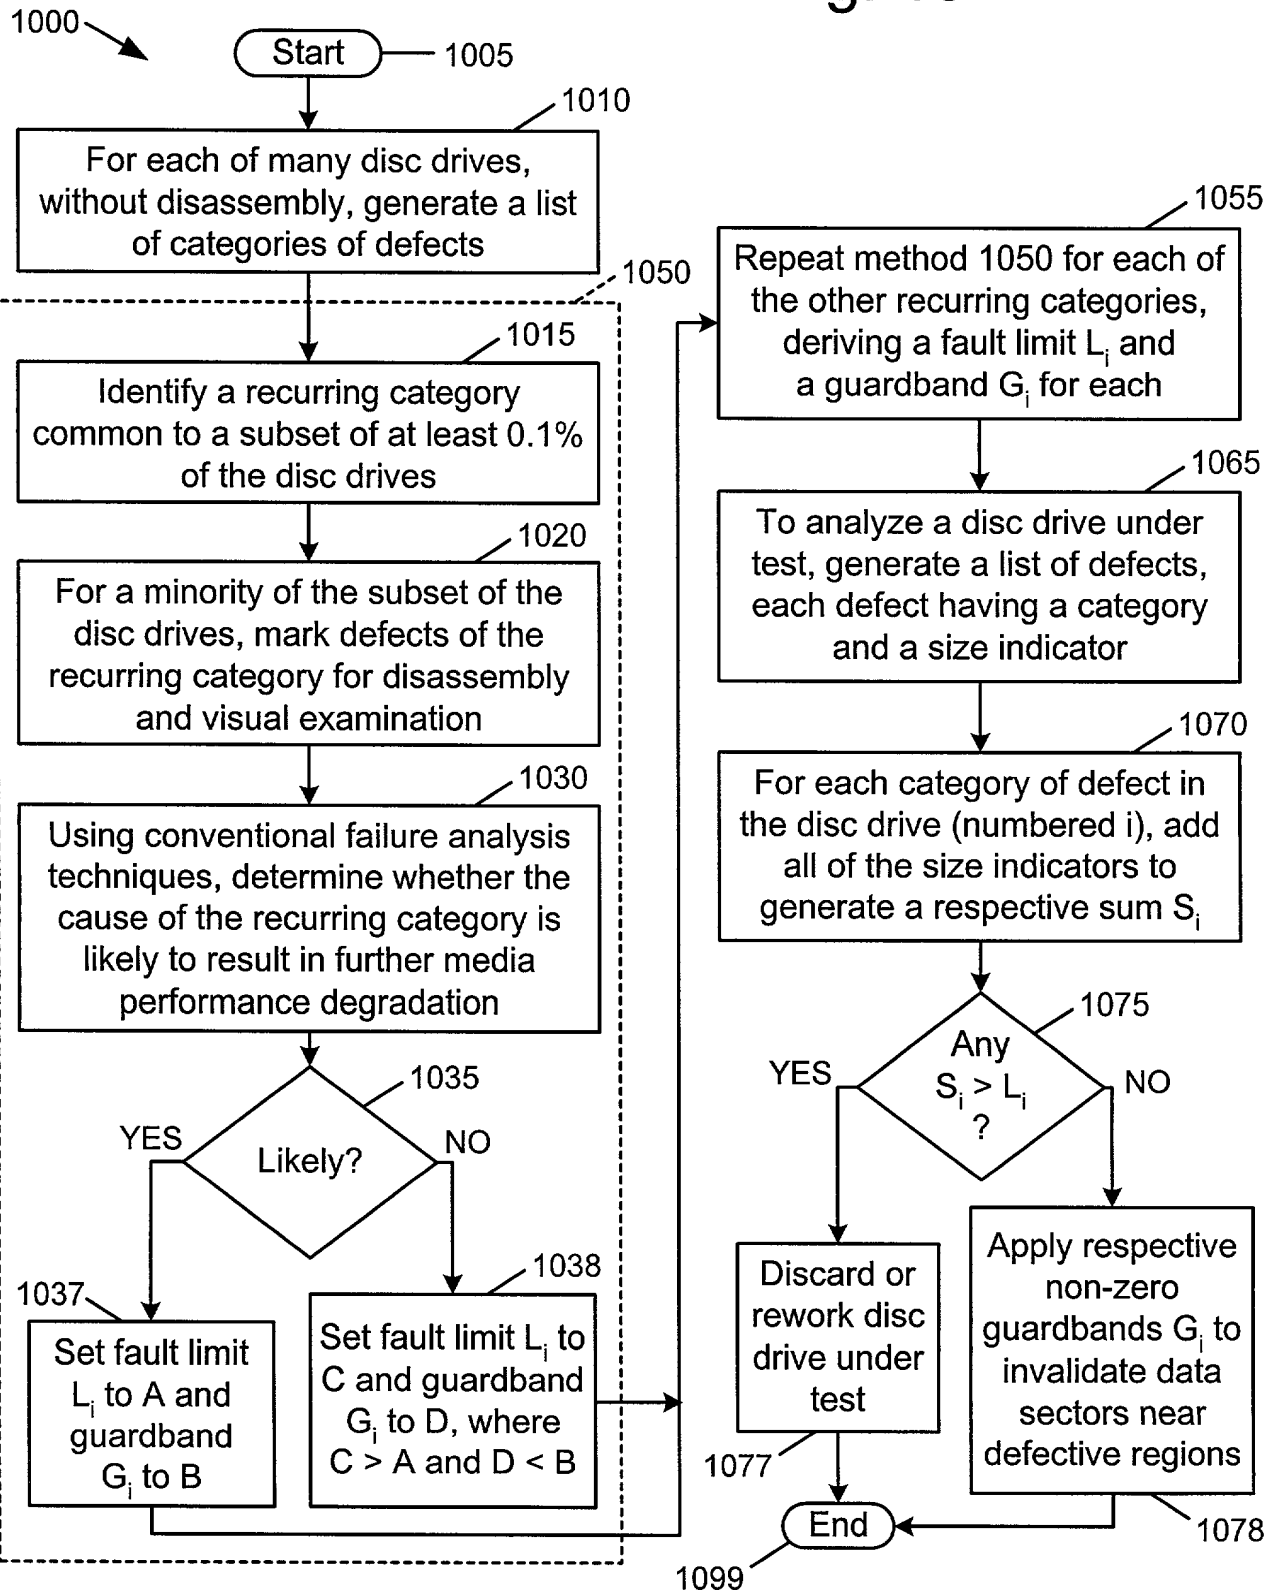 1000
Start
1005
1010
For each of many disc drives,
without disassembly, generate a list
of categories of defects
1050
1015
Identify a recurring category
common to a subset of at least 0.1%
of the disc drives
1020
For a minority of the subset of the
disc drives, mark defects of the
recurring category for disassembly
and visual examination
1030
Using conventional failure analysis
techniques, determine whether the
cause of the recurring category is
likely to result in further media
performance degradation
1035
YES
NO
Likely?
1037
Set fault limit
Li to A and
guardband
Gi to B
1038
Set fault limit Li to
C and guardband
Gi to D, where
C > A and D < B
1055
Repeat method 1050 for each of
the other recurring categories,
deriving a fault limit Li and
a guardband Gi for each
1065
To analyze a disc drive under
test, generate a list of defects,
each defect having a category
and a size indicator
1070
For each category of defect in
the disc drive (numbered i), add
all of the size indicators to
generate a respective sum Si
1075
Any
Si > Li
?
YES
NO
Discard or
rework disc
drive under
test
1077
Apply respective
non-zero
guardbands Gi to
invalidate data
sectors near
defective regions
1078
End
1099